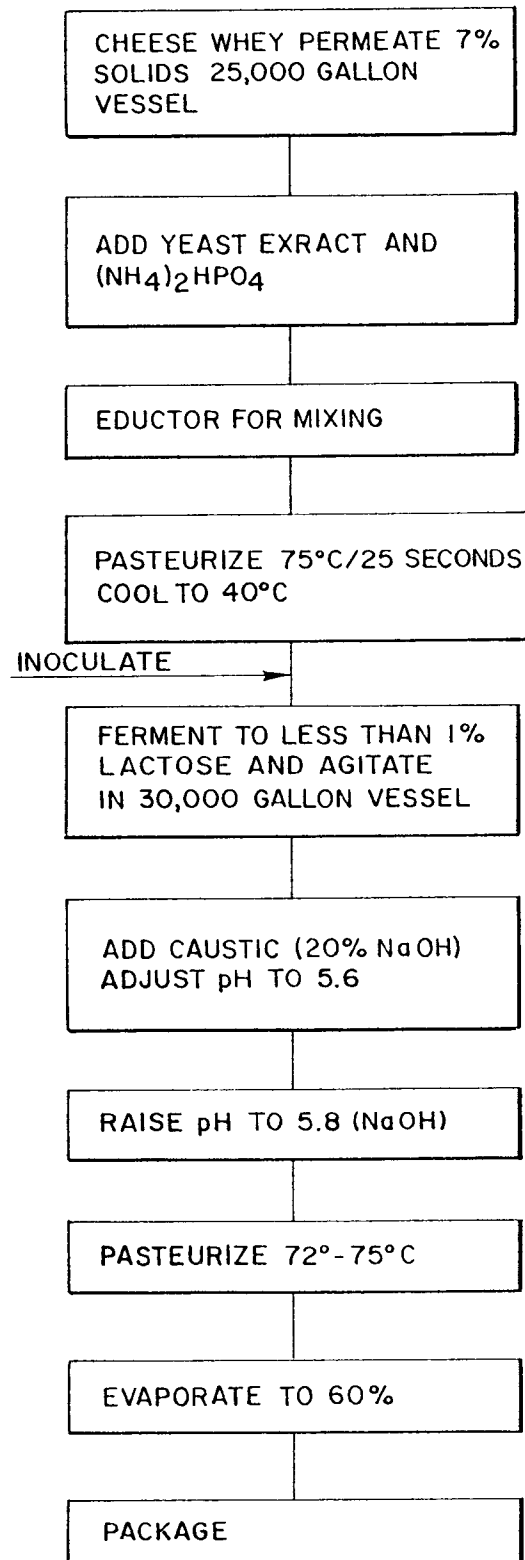 CHEESE WHEY PERMEATE 7%
SOLIDS 25,000 GALLON
VESSEL
ADD YEAST EXRACT AND
(NH4)2HPO4
EDUCTOR FOR MIXING
PASTEURIZE 75°C/25 SECONDS
COOL TO 40°C
INOCULATE
FERMENT TO LESS THAN 1%
LACTOSE AND AGITATE
IN 30,000 GALLON VESSEL
ADD CAUSTIC (20% NaOH)
ADJUST pH TO 5.6
RAISE pH TO 5.8 (NaOH)
PASTEURIZE 72°-75°C
EVAPORATE TO 60%
PACKAGE